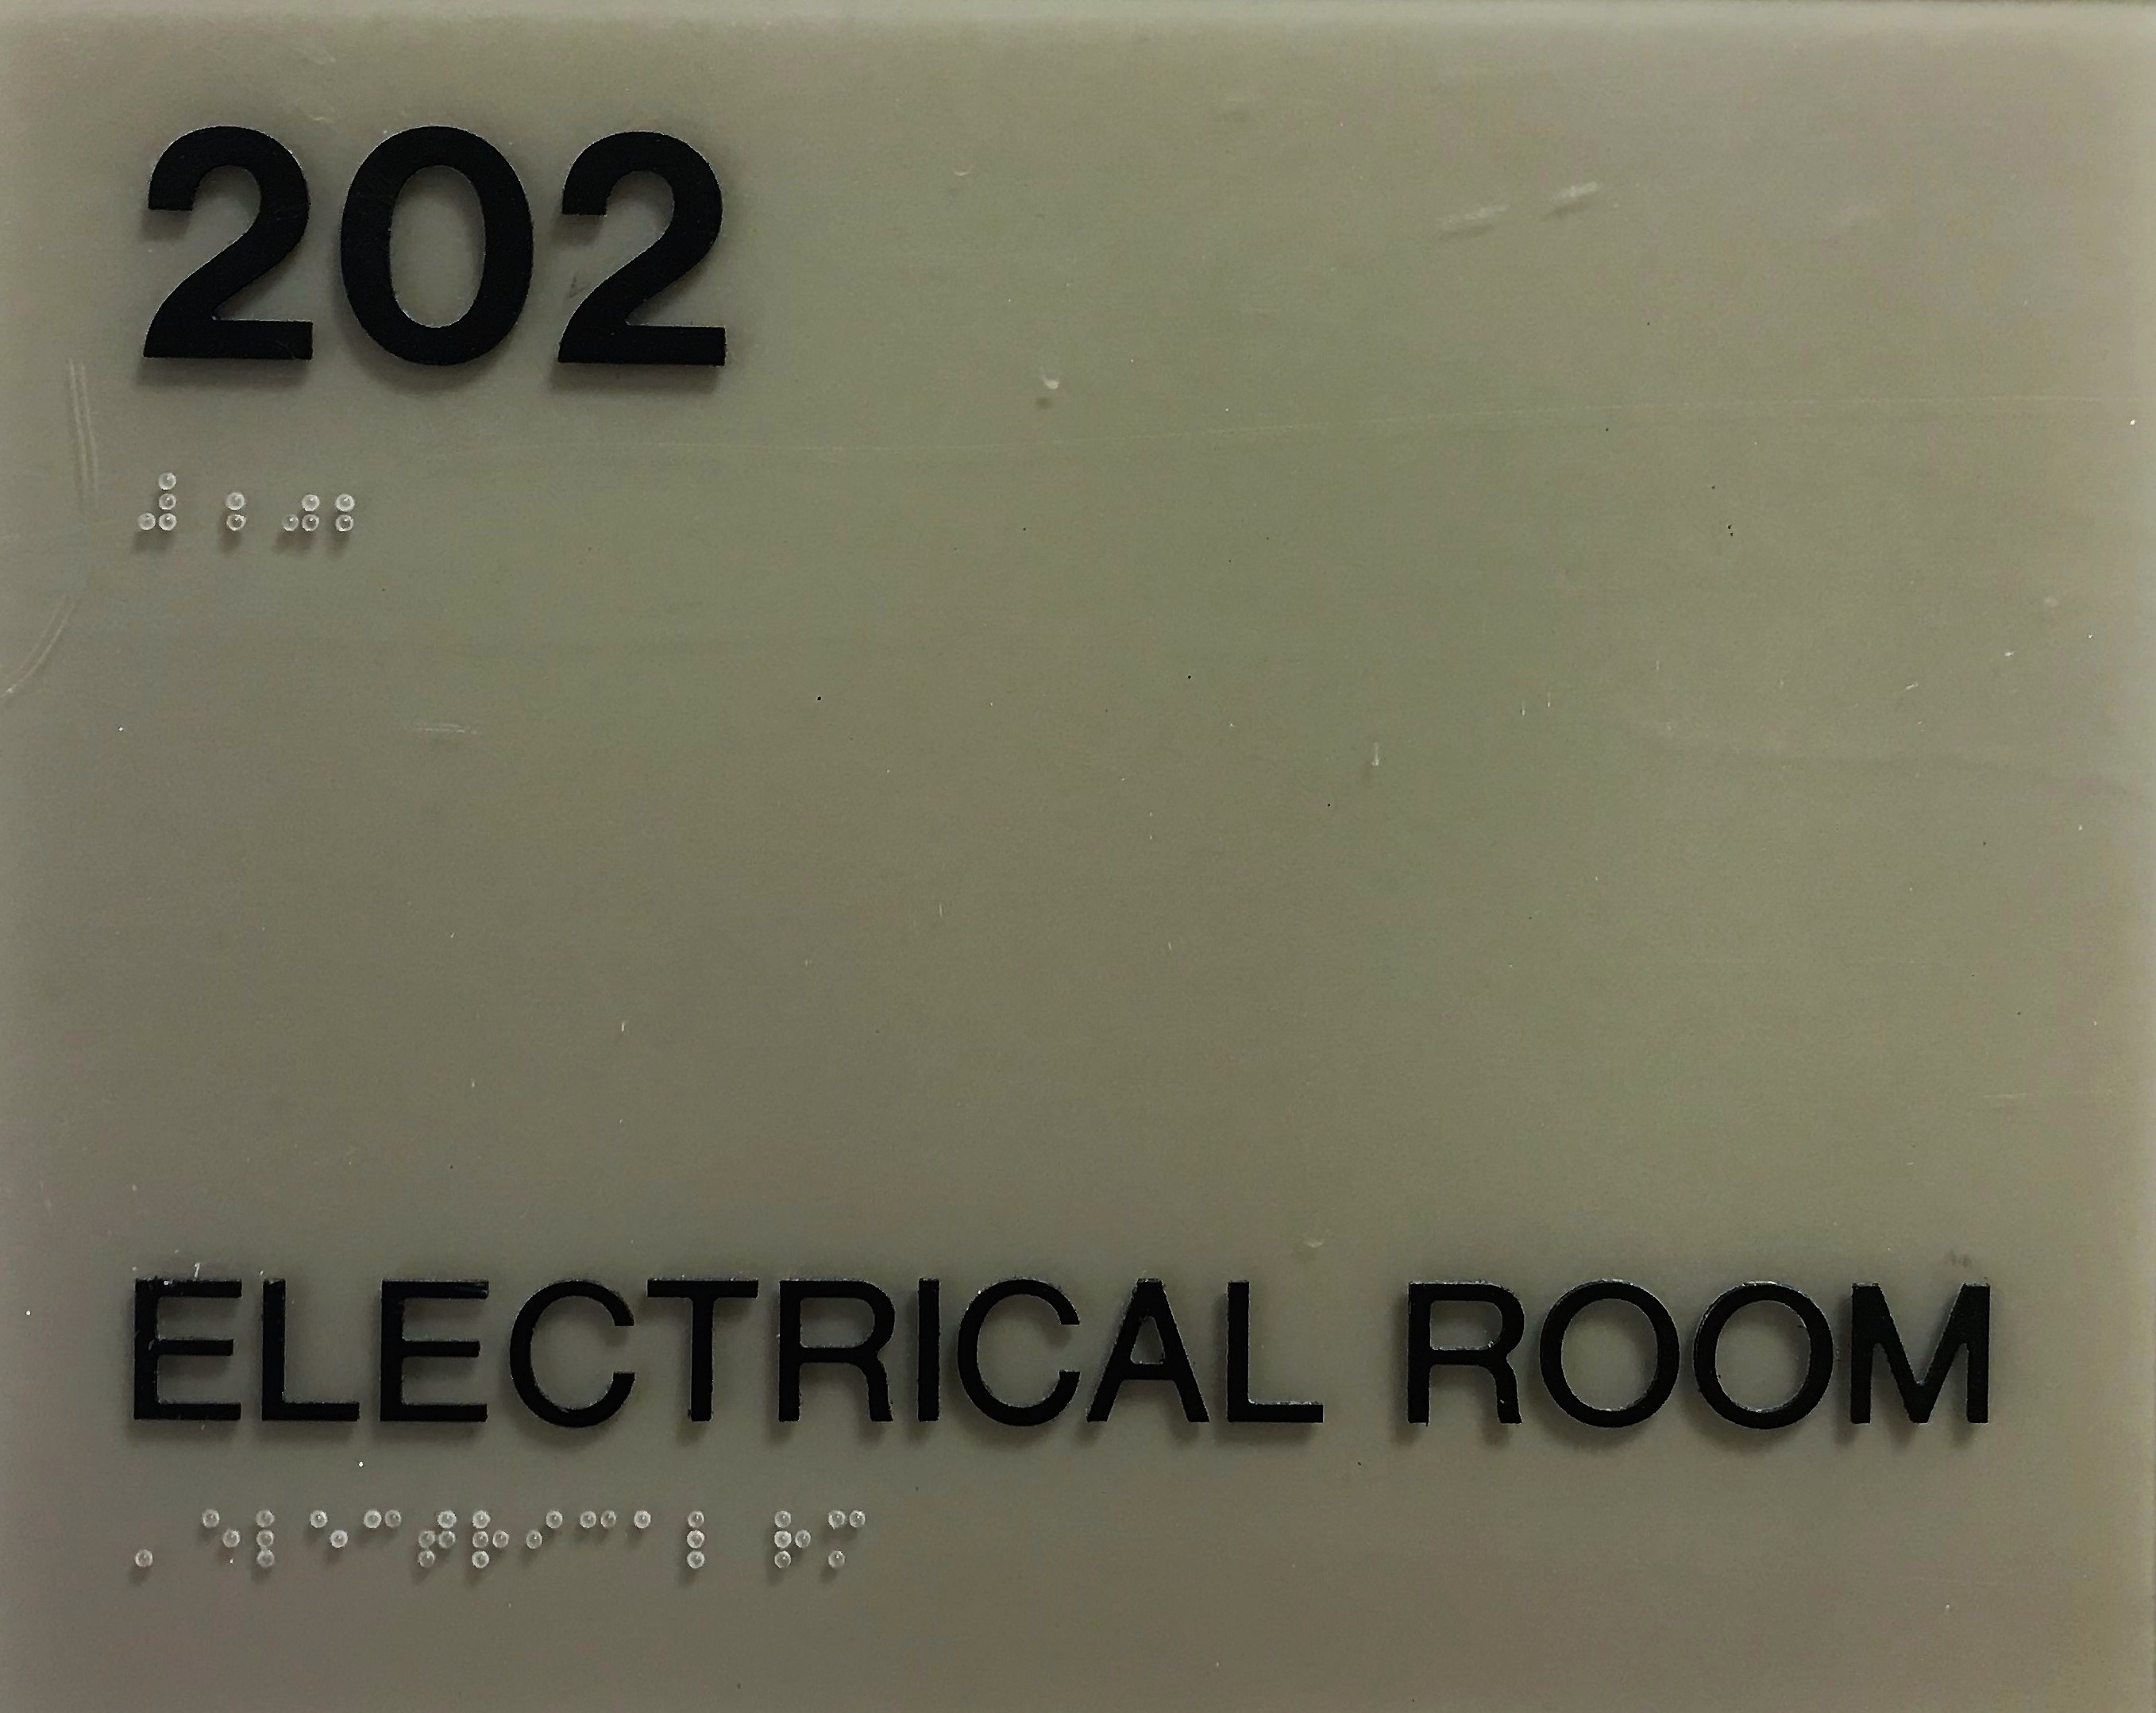 202
⠼⠆⠴⠆
ELECTRICAL ROOM
⠠⠑⠇⠑⠉⠞⠗⠊⠉⠁⠇ ⠗⠍